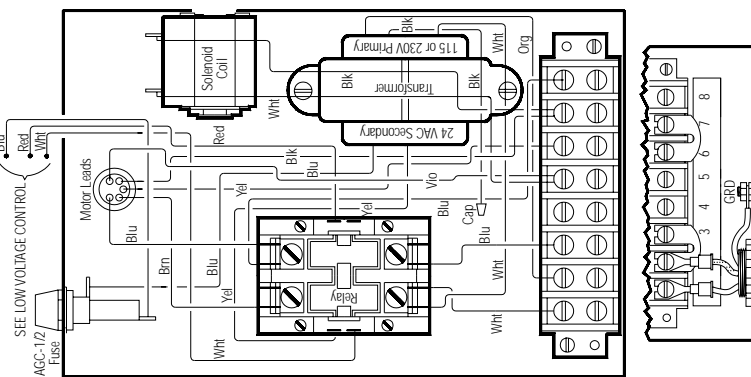 Blu
Red
Wht
SEE LOW VOLTAGE CONTROL
AGC-1/2
Fuse
Motor Leads
Solenoid
Coil
Red
Wht
Blk
115 or 230V Primary
Blk
Blk
Transformer
24 VAC Secondary
Wht
Org
Blk
Blu
Yel
Vio
Yel
Blu
Cap
Blu
Blu
Brn
Blu
Yel
Wht
Relay
Wht
Wht
8
7
6
5
4
3
GRD